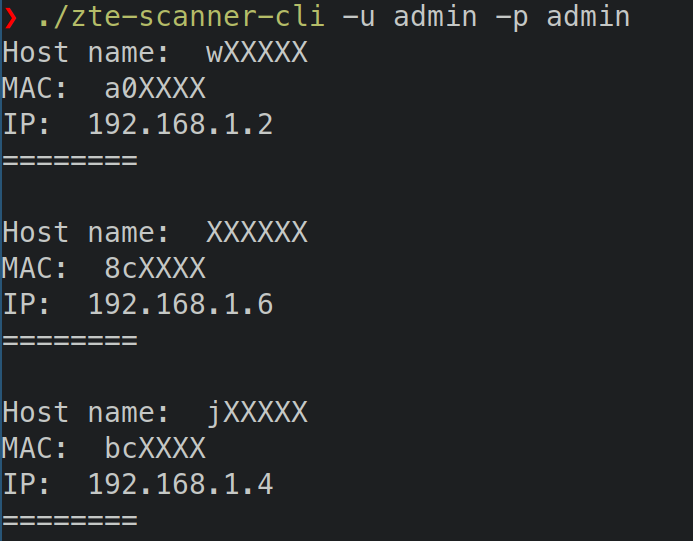 ❯ ./zte-scanner-cli -u admin -p admin
Host name:  wXXXXX
MAC:  a0XXXX
IP:  192.168.1.2
========
Host name:  XXXXXX
MAC:  8cXXXX
IP:  192.168.1.6
========
Host name:  jXXXXX
MAC:  bcXXXX
IP:  192.168.1.4
========